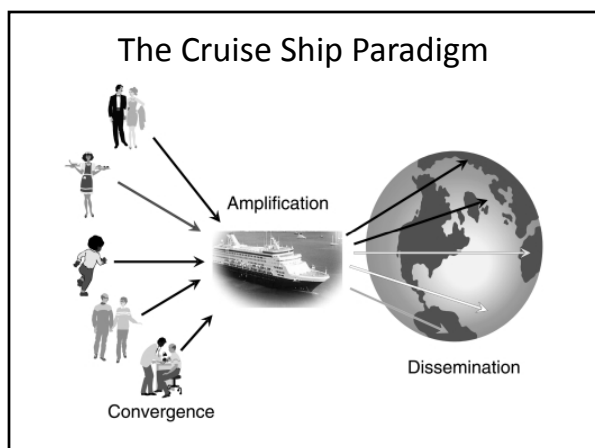 The Cruise Ship Paradigm
Amplification
Dissemination
Convergence